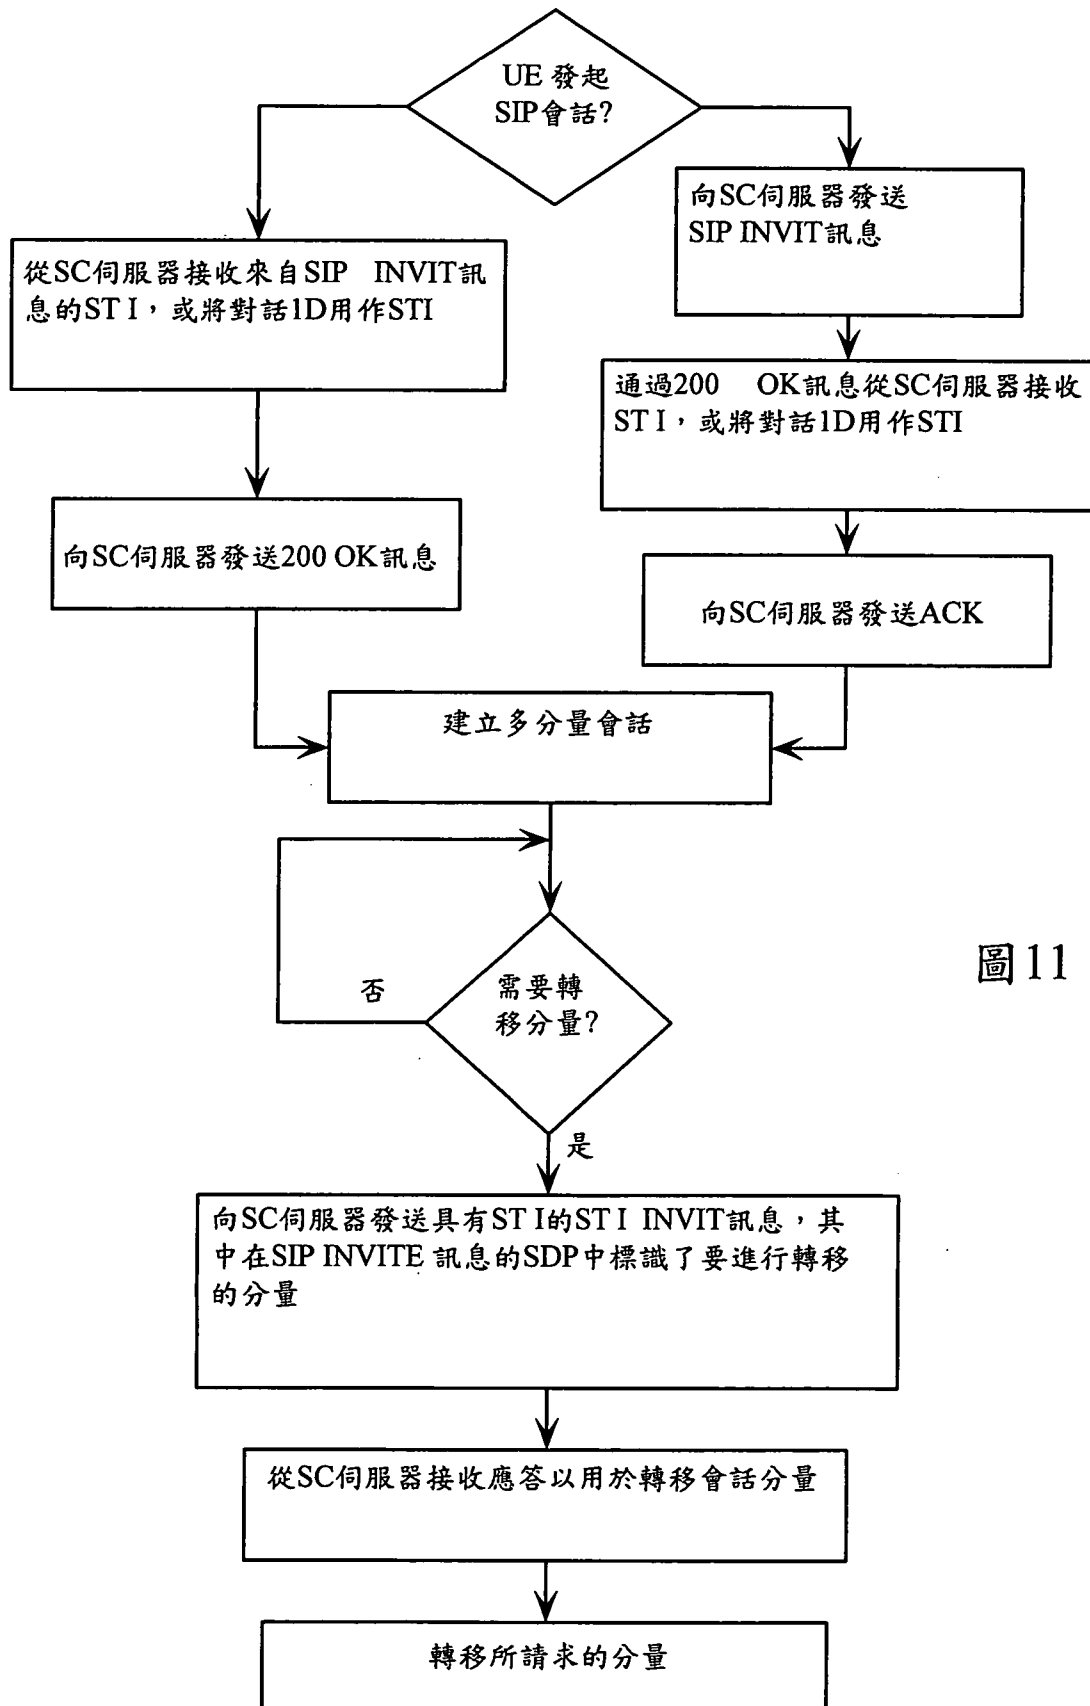 UE 發起
SIP會話?
向SC伺服器發送
SIP INVIT訊息
從SC伺服器接收來自SIP INVIT訊
息的ST I，或將對話1D用作STI
通過200 OK訊息從SC伺服器接收
ST I，或將對話1D用作STI
向SC伺服器發送200 OK訊息
向SC伺服器發送ACK
建立多分量會話
否
需要轉
移分量?
圖11
是
向SC伺服器發送具有ST I的ST I INVIT訊息，其
中在SIP INVITE 訊息的SDP中標識了要進行轉移
的分量
從SC伺服器接收應答以用於轉移會話分量
轉移所請求的分量